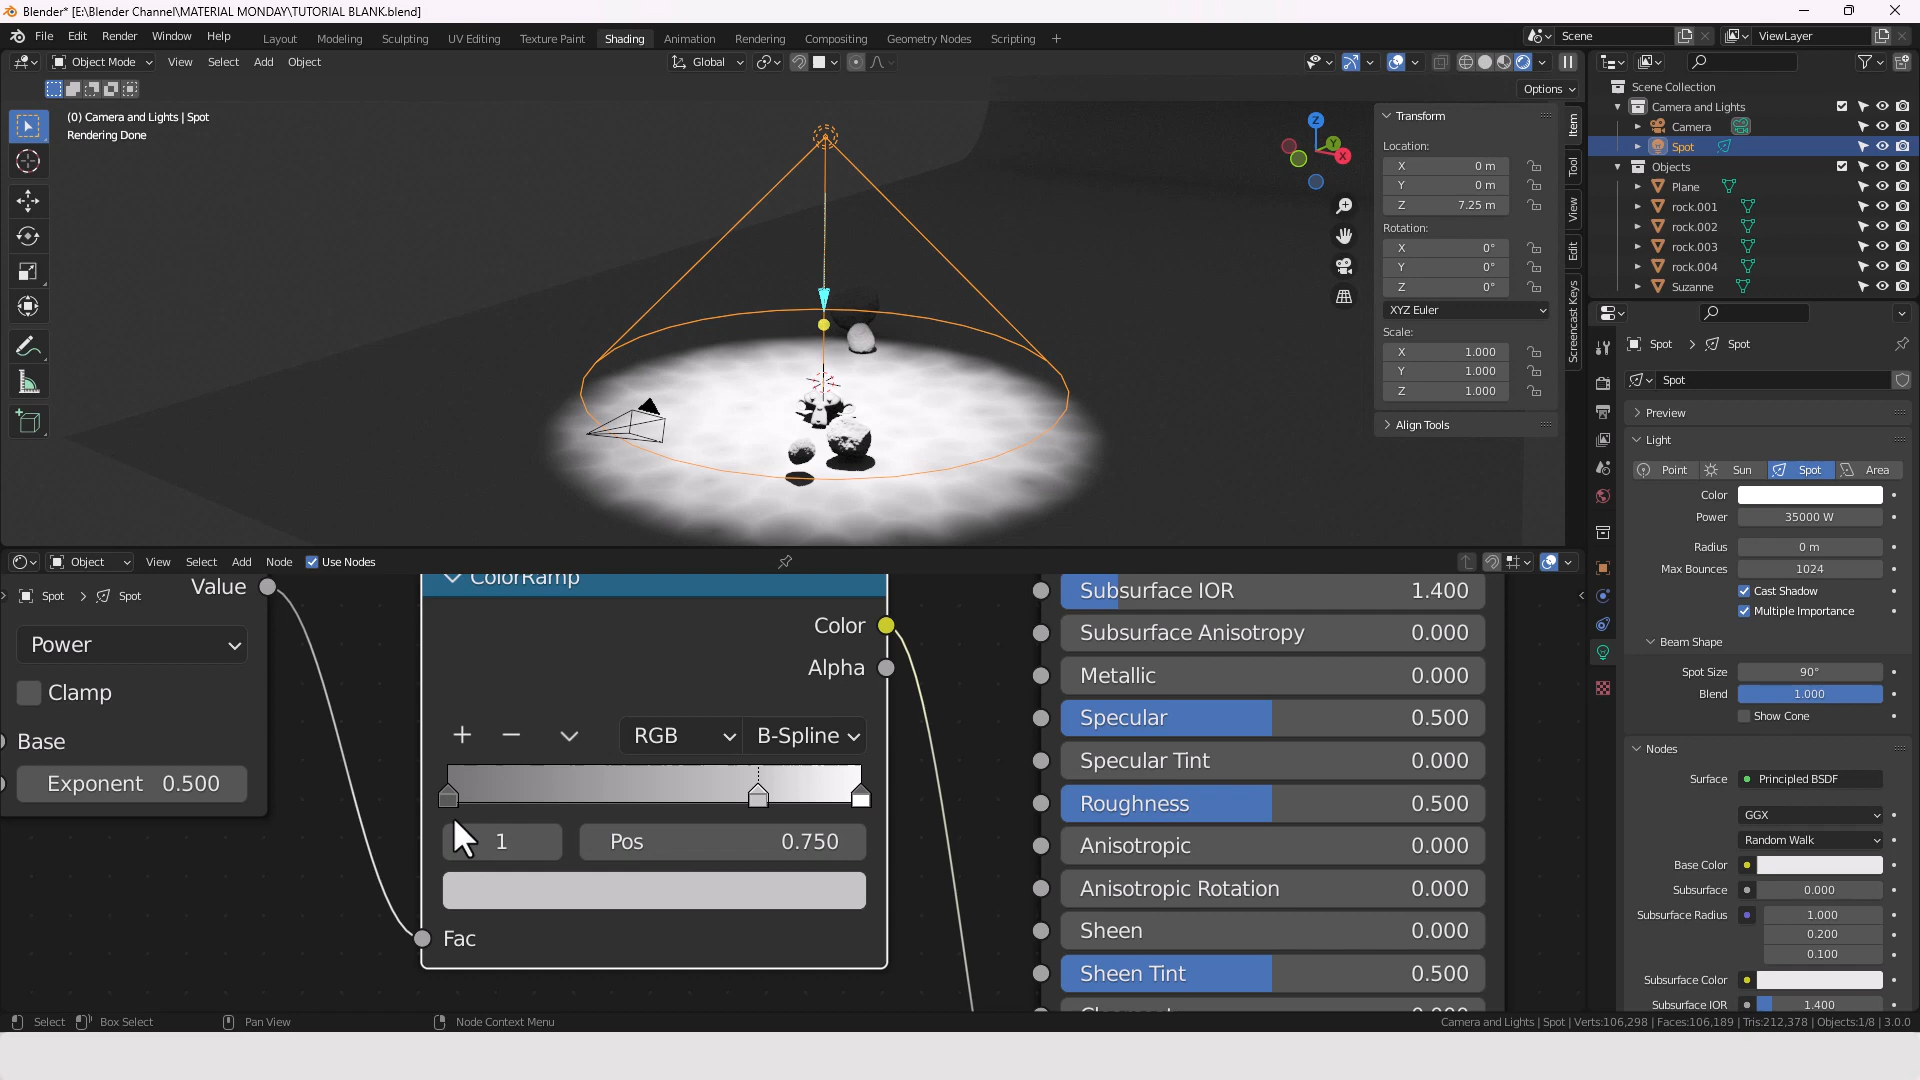 Blender* [E:\Blender Channel\MATERIAL MONDAY\TUTORIAL BLANK.blend]
File Edit Render Window Help Layout Modeling Sculpting UV Editing Texture Paint Shading Animation Rendering Compositing Geometry Nodes Scripting + Scene ViewLayer
Object Mode View Select Add Object Global
Options
(0) Camera and Lights | Spot
Rendering Done
Z
Y
X
Transform
Location:
X 0 m
Y 0 m
Z 7.25 m
Rotation:
X 0°
Y 0°
Z 0°
XYZ Euler
Scale:
X 1.000
Y 1.000
Z 1.000
Align Tools
Item
Tool
View
Edit
Screencast Keys
Scene Collection
Camera and Lights
Camera
Spot
Objects
Plane
rock.001
rock.002
rock.003
rock.004
Suzanne
Spot > Spot
Spot
Preview
Light
Point Sun Spot Area
Color
Power 35000 W
Radius 0 m
Max Bounces 1024
Cast Shadow
Multiple Importance
Beam Shape
Spot Size 90°
Blend 1.000
Show Cone
Nodes
Surface Principled BSDF
GGX
Random Walk
Base Color
Subsurface 0.000
Subsurface Radius 1.000
0.200
0.100
Subsurface Color
Subsurface IOR 1.400
Object View Select Add Node Use Nodes
Spot > Spot
Value
Power
Clamp
Base
Exponent 0.500
ColorRamp
Color
Alpha
+ − RGB B-Spline
1 Pos 0.750
Fac
Subsurface IOR 1.400
Subsurface Anisotropy 0.000
Metallic 0.000
Specular 0.500
Specular Tint 0.000
Roughness 0.500
Anisotropic 0.000
Anisotropic Rotation 0.000
Sheen 0.000
Sheen Tint 0.500
Select Box Select Pan View Node Context Menu Camera and Lights | Spot | Verts:106,298 | Faces:106,189 | Tris:212,378 | Objects:1/8 | 3.0.0